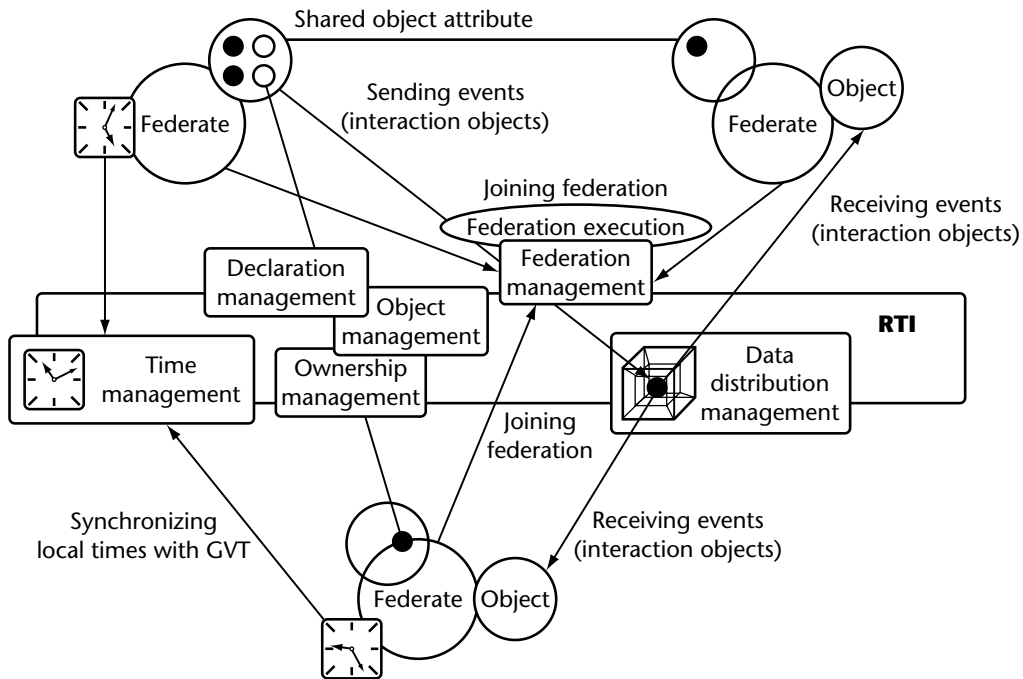 Shared object attribute
Sending events
(interaction objects)
Object
Federate
Federate
Joining federation
Federation execution
Receiving events
(interaction objects)
Declaration
management
Federation
management
Object
management
RTI
Time
management
Ownership
management
Data
distribution
management
Joining
federation
Synchronizing
local times with GVT
Receiving events
(interaction objects)
Federate
Object